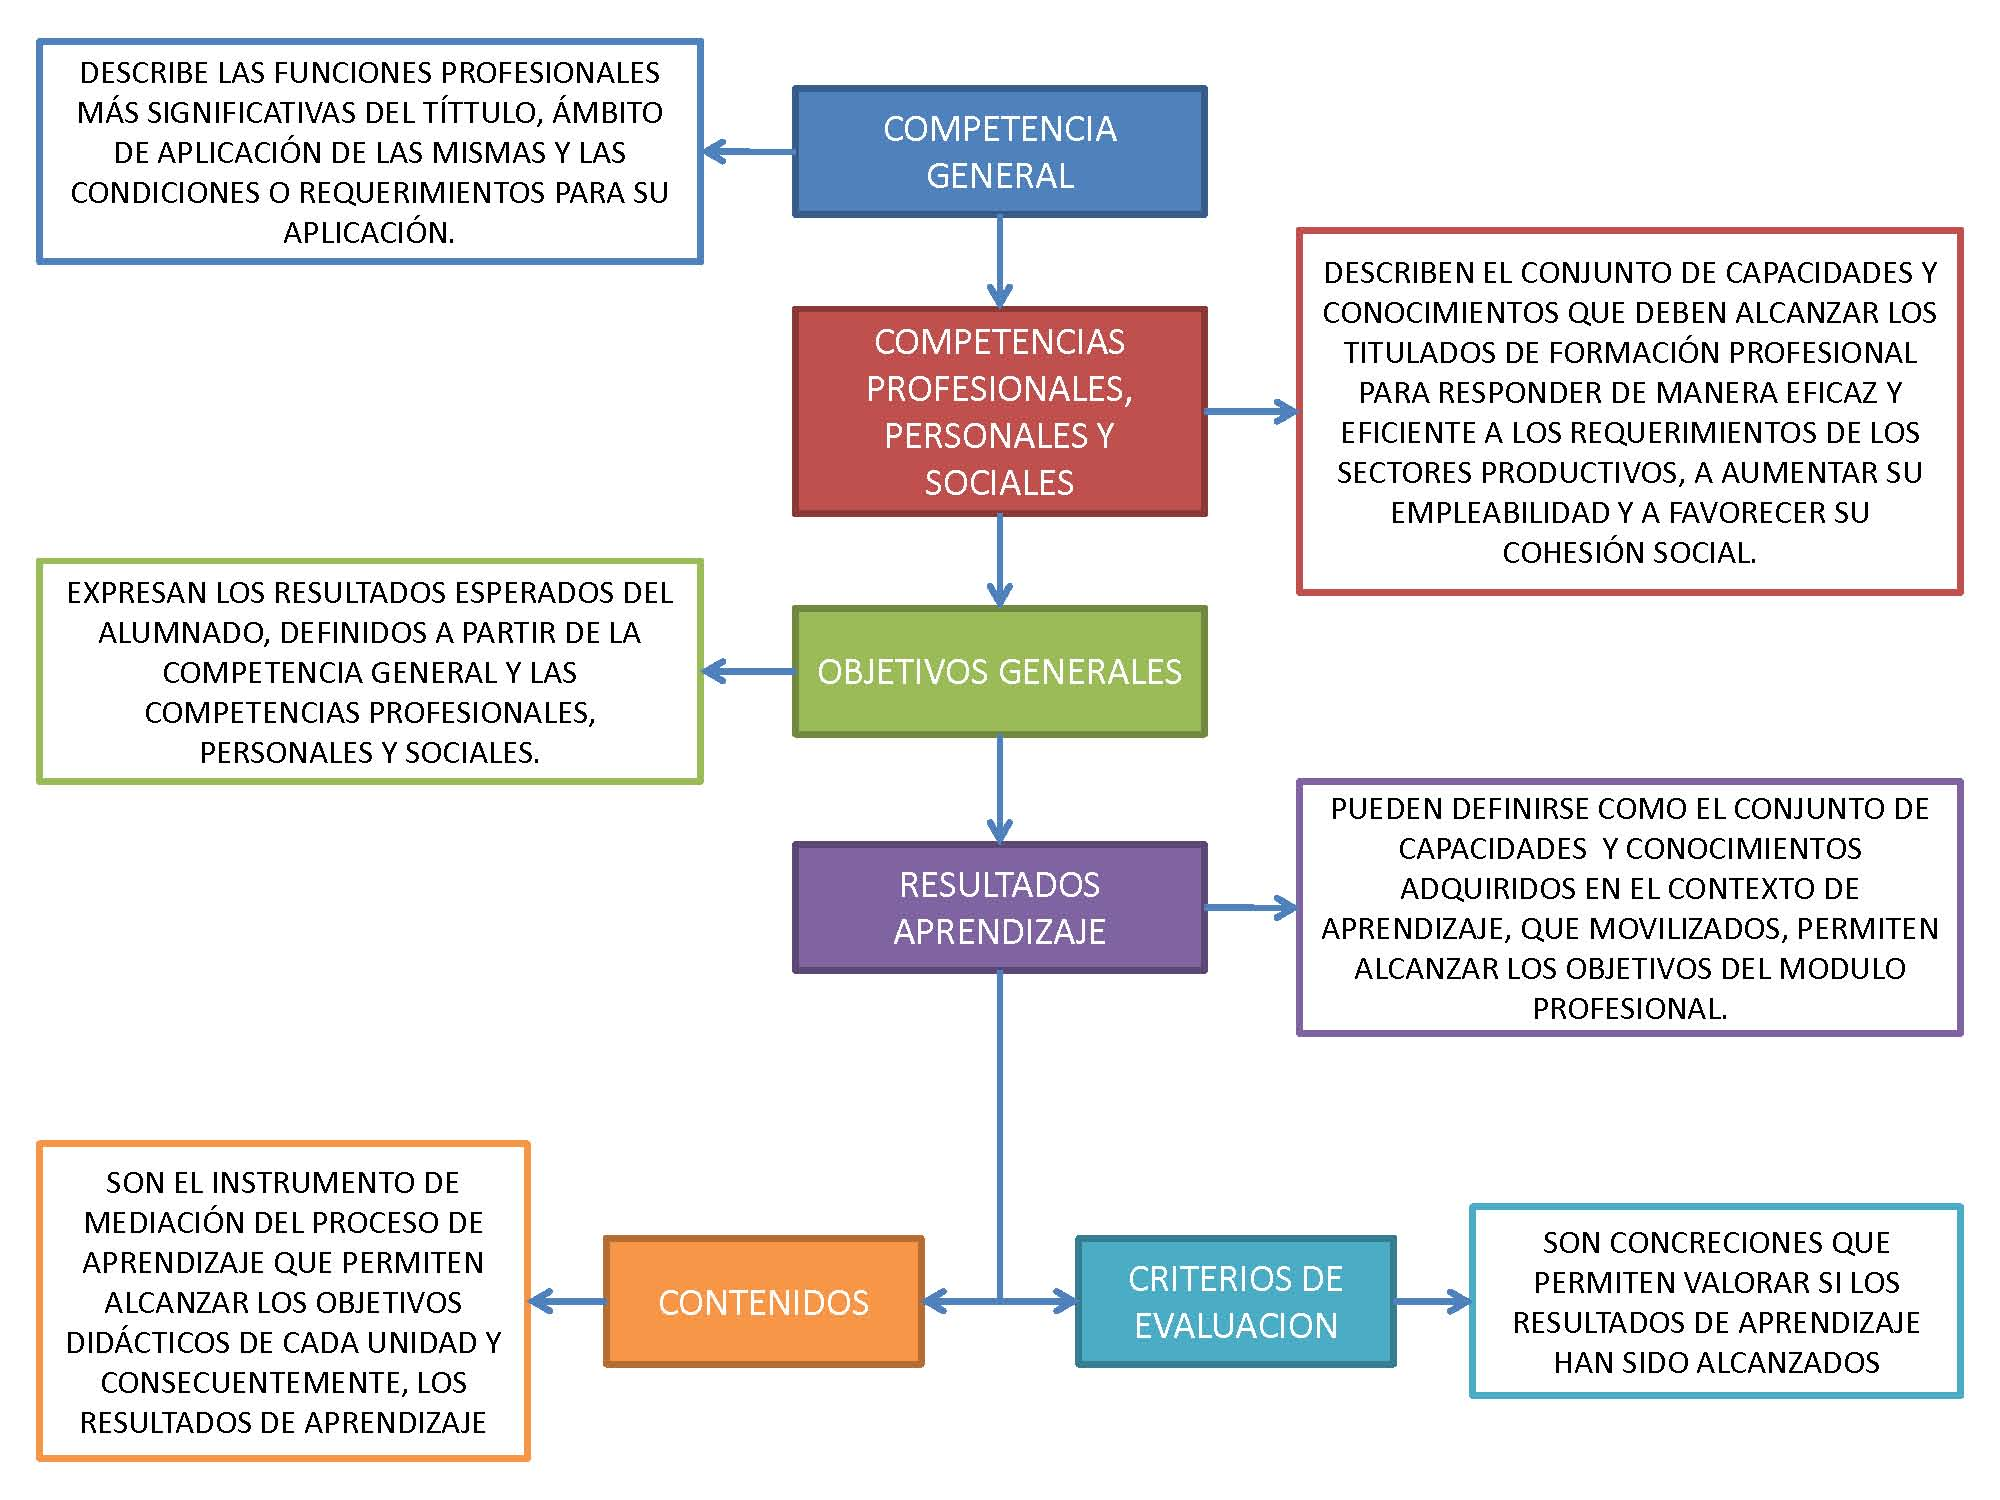 DESCRIBE LAS FUNCIONES PROFESIONALES
MÁS SIGNIFICATIVAS DEL TÍTTULO, ÁMBITO
DE APLICACIÓN DE LAS MISMAS Y LAS
CONDICIONES O REQUERIMIENTOS PARA SU
APLICACIÓN.
COMPETENCIA
GENERAL
COMPETENCIAS
PROFESIONALES,
PERSONALES Y
SOCIALES
DESCRIBEN EL CONJUNTO DE CAPACIDADES Y
CONOCIMIENTOS QUE DEBEN ALCANZAR LOS
TITULADOS DE FORMACIÓN PROFESIONAL
PARA RESPONDER DE MANERA EFICAZ Y
EFICIENTE A LOS REQUERIMIENTOS DE LOS
SECTORES PRODUCTIVOS, A AUMENTAR SU
EMPLEABILIDAD Y A FAVORECER SU
COHESIÓN SOCIAL.
EXPRESAN LOS RESULTADOS ESPERADOS DEL
ALUMNADO, DEFINIDOS A PARTIR DE LA
COMPETENCIA GENERAL Y LAS
COMPETENCIAS PROFESIONALES,
PERSONALES Y SOCIALES.
OBJETIVOS GENERALES
RESULTADOS
APRENDIZAJE
PUEDEN DEFINIRSE COMO EL CONJUNTO DE
CAPACIDADES  Y CONOCIMIENTOS
ADQUIRIDOS EN EL CONTEXTO DE
APRENDIZAJE, QUE MOVILIZADOS, PERMITEN
ALCANZAR LOS OBJETIVOS DEL MODULO
PROFESIONAL.
SON EL INSTRUMENTO DE
MEDIACIÓN DEL PROCESO DE
APRENDIZAJE QUE PERMITEN
ALCANZAR LOS OBJETIVOS
DIDÁCTICOS DE CADA UNIDAD Y
CONSECUENTEMENTE, LOS
RESULTADOS DE APRENDIZAJE
CONTENIDOS
CRITERIOS DE
EVALUACION
SON CONCRECIONES QUE
PERMITEN VALORAR SI LOS
RESULTADOS DE APRENDIZAJE
HAN SIDO ALCANZADOS